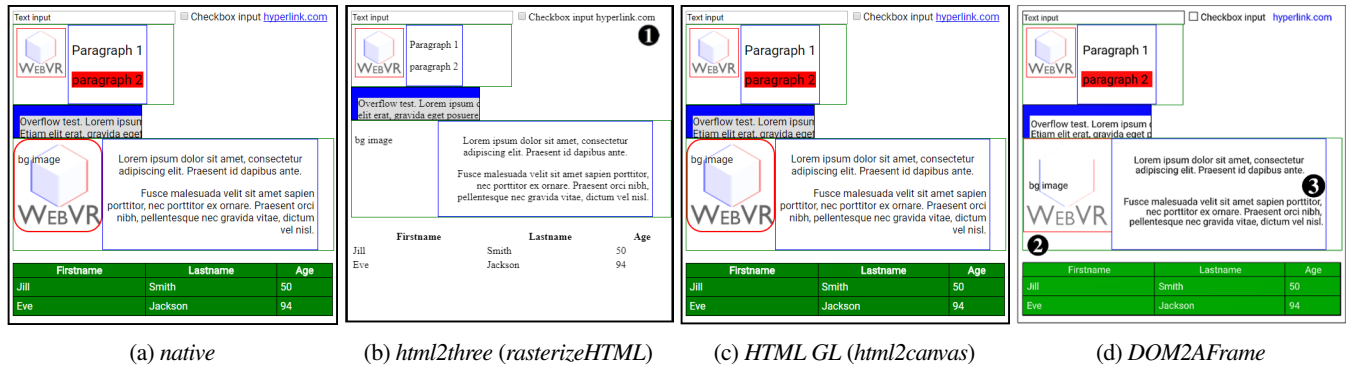 Text input
Checkbox input hyperlink.com
WEBVR
Paragraph 1
paragraph 2
Overflow test. Lorem ipsum
Etiam elit erat, gravida eget
bg image
WEBVR
Lorem ipsum dolor sit amet, consectetur
adipiscing elit. Praesent id dapibus ante.
Fusce malesuada velit sit amet sapien
porttitor, nec porttitor ex ornare. Praesent orci
nibh, pellentesque nec gravida vitae, dictum
vel nisl.
Firstname Lastname Age
Jill Smith 50
Eve Jackson 94
(a) native
Text input
Checkbox input hyperlink.com
1
WEBVR
Paragraph 1
paragraph 2
Overflow test. Lorem ipsum
elit erat, gravida eget posuere
bg image
Lorem ipsum dolor sit amet, consectetur
adipiscing elit. Praesent id dapibus ante.
Fusce malesuada velit sit amet sapien porttitor,
nec porttitor ex ornare. Praesent orci nibh,
pellentesque nec gravida vitae, dictum vel nisl.
Firstname Lastname Age
Jill Smith 50
Eve Jackson 94
(b) html2three (rasterizeHTML)
Text input
Checkbox input hyperlink.com
WEBVR
Paragraph 1
paragraph 2
Overflow test. Lorem ipsum
Etiam elit erat, gravida eget
bg image
WEBVR
Lorem ipsum dolor sit amet, consectetur
adipiscing elit. Praesent id dapibus ante.
Fusce malesuada velit sit amet sapien
porttitor, nec porttitor ex ornare. Praesent orci
nibh, pellentesque nec gravida vitae, dictum
vel nisl.
Firstname Lastname Age
Jill Smith 50
Eve Jackson 94
(c) HTML GL (html2canvas)
Text input
Checkbox input hyperlink.com
WEBVR
Paragraph 1
paragraph 2
Overflow test. Lorem ipsum
Etiam elit erat, gravida eget
bg image
WEBVR
2
Lorem ipsum dolor sit amet, consectetur
adipiscing elit. Praesent id dapibus ante.
3
Fusce malesuada velit sit amet sapien porttitor,
nec porttitor ex ornare. Praesent orci nibh,
pellentesque nec gravida vitae, dictum vel nisl.
Firstname Lastname Age
Jill Smith 50
Eve Jackson 94
(d) DOM2AFrame